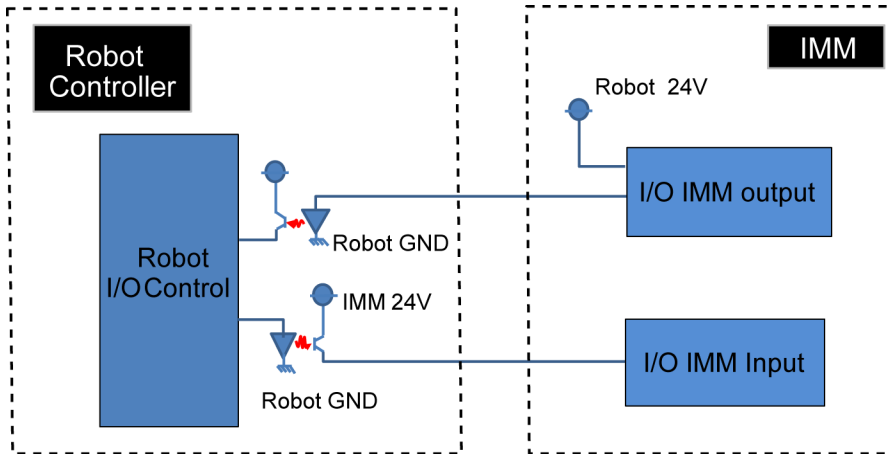 Robot
Controller
IMM
Robot 24V
I/O IMM output
Robot GND
Robot
I/O Control
IMM 24V
I/O IMM Input
Robot GND